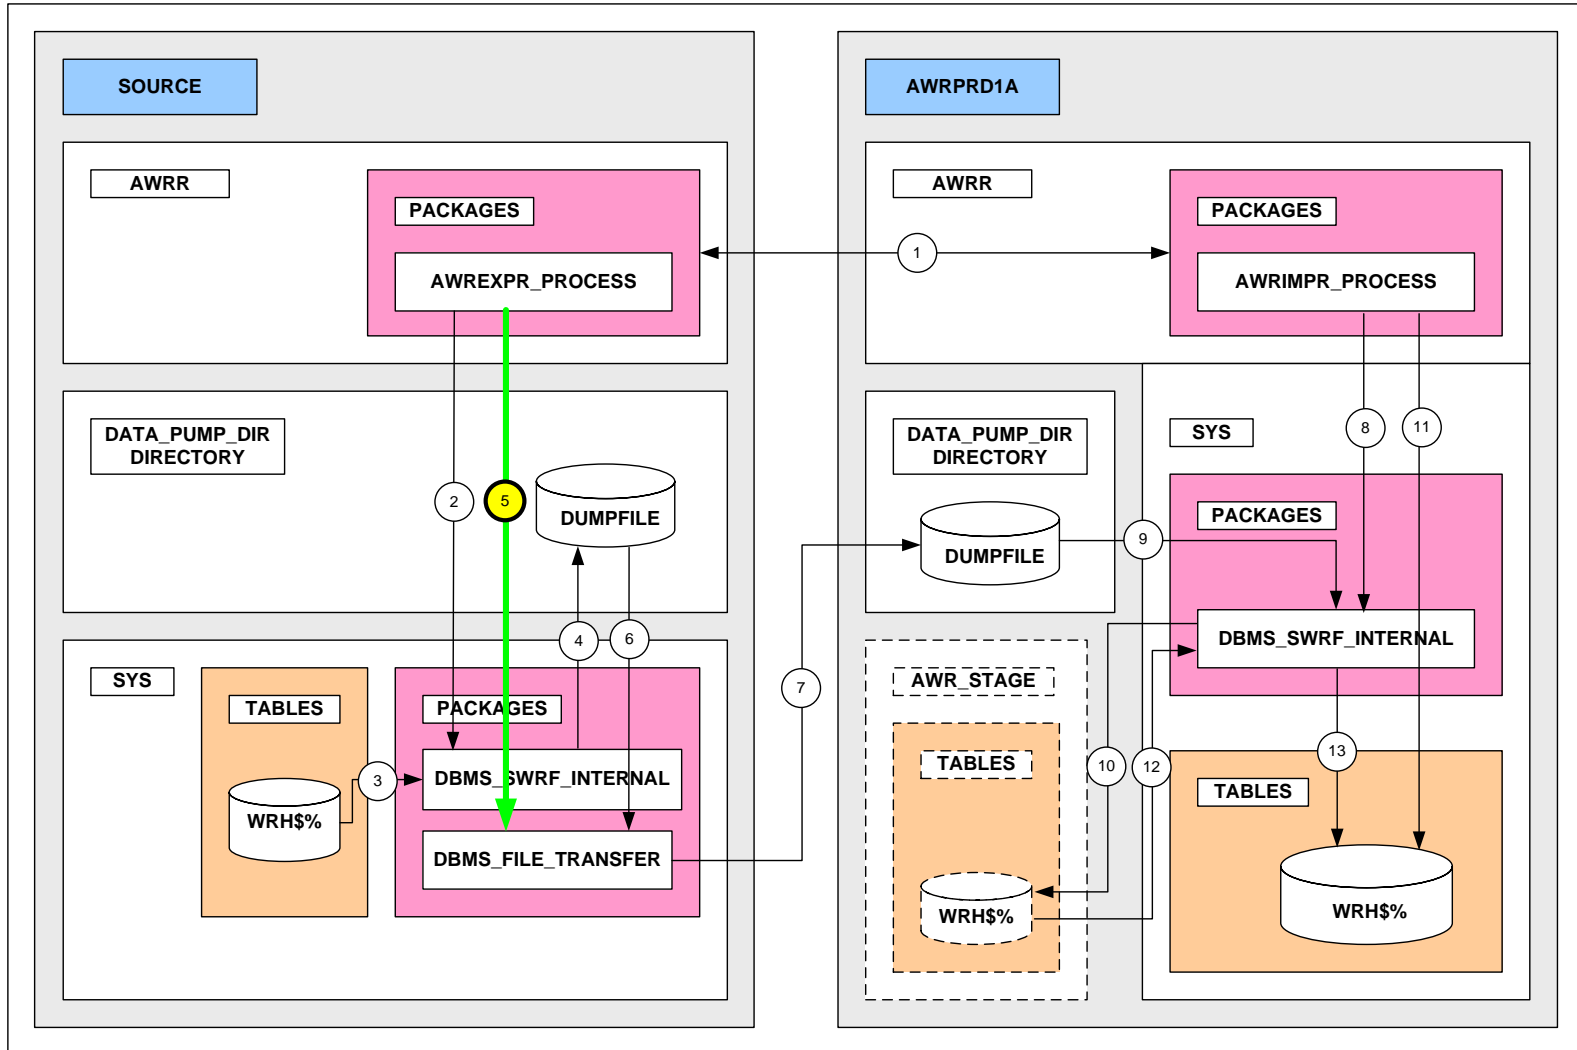 SOURCE
AWRR
PACKAGES
AWREXPR_PROCESS
DATA_PUMP_DIR
DIRECTORY
2
5
DUMPFILE
4
6
SYS
TABLES
PACKAGES
DBMS_SWRF_INTERNAL
3
WRH$%
DBMS_FILE_TRANSFER
1
7
AWRPRD1A
AWRR
PACKAGES
AWRIMPR_PROCESS
8
11
DATA_PUMP_DIR
DIRECTORY
DUMPFILE
9
SYS
PACKAGES
DBMS_SWRF_INTERNAL
AWR_STAGE
TABLES
10
12
13
WRH$%
TABLES
WRH$%